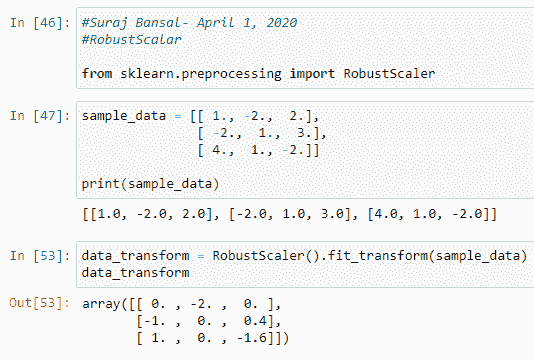 In [46]: #Suraj Bansal- April 1, 2020
#RobustScalar
from sklearn.preprocessing import RobustScaler
In [47]: sample_data = [[ 1., -2., 2.],
[ -2., 1., 3.],
[ 4., 1., -2.]]
print(sample_data)
[[1.0, -2.0, 2.0], [-2.0, 1.0, 3.0], [4.0, 1.0, -2.0]]
In [53]: data_transform = RobustScaler().fit_transform(sample_data)
data_transform
Out[53]: array([[ 0. , -2. , 0. ],
[-1. , 0. , 0.4],
[ 1. , 0. , -1.6]])